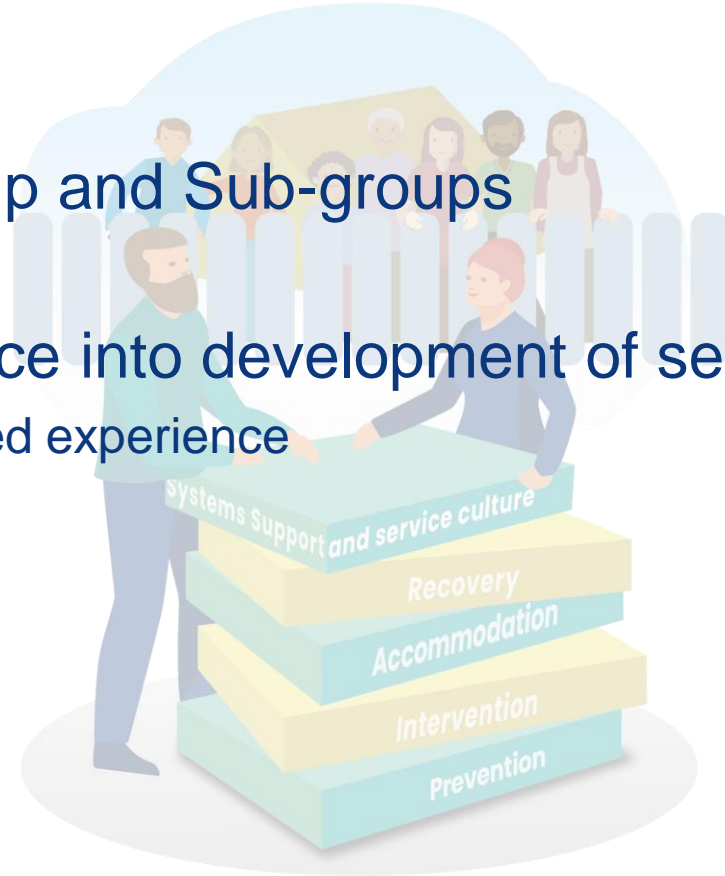 p and Sub-groups
ce into development of se
ed experience
Systems Support and service culture
Recovery
Accommodation
Intervention
Prevention